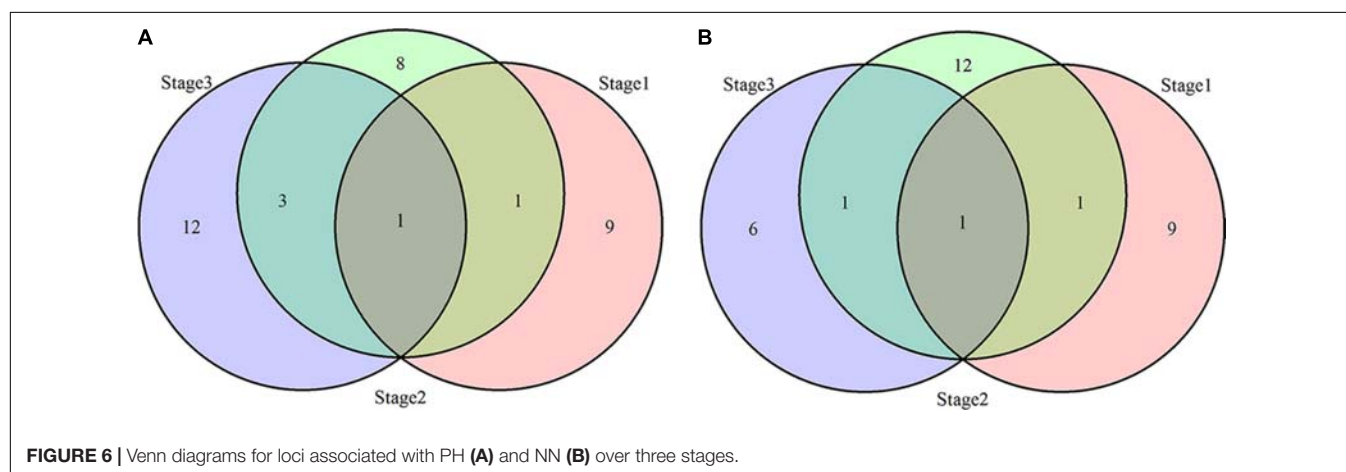 A
B
8
12
Stage3
Stage1
Stage3
Stage1
3
1
1
1
12
1
9
6
1
9
Stage2
Stage2
FIGURE 6 | Venn diagrams for loci associated with PH (A) and NN (B) over three stages.